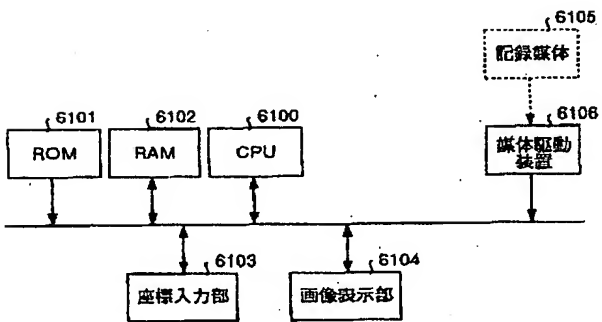 6105
記録媒体
6101
6102
6100
6106
ROM
RAM
CPU
媒体駆動
装置
6103
6104
座標入力部
画像表示部